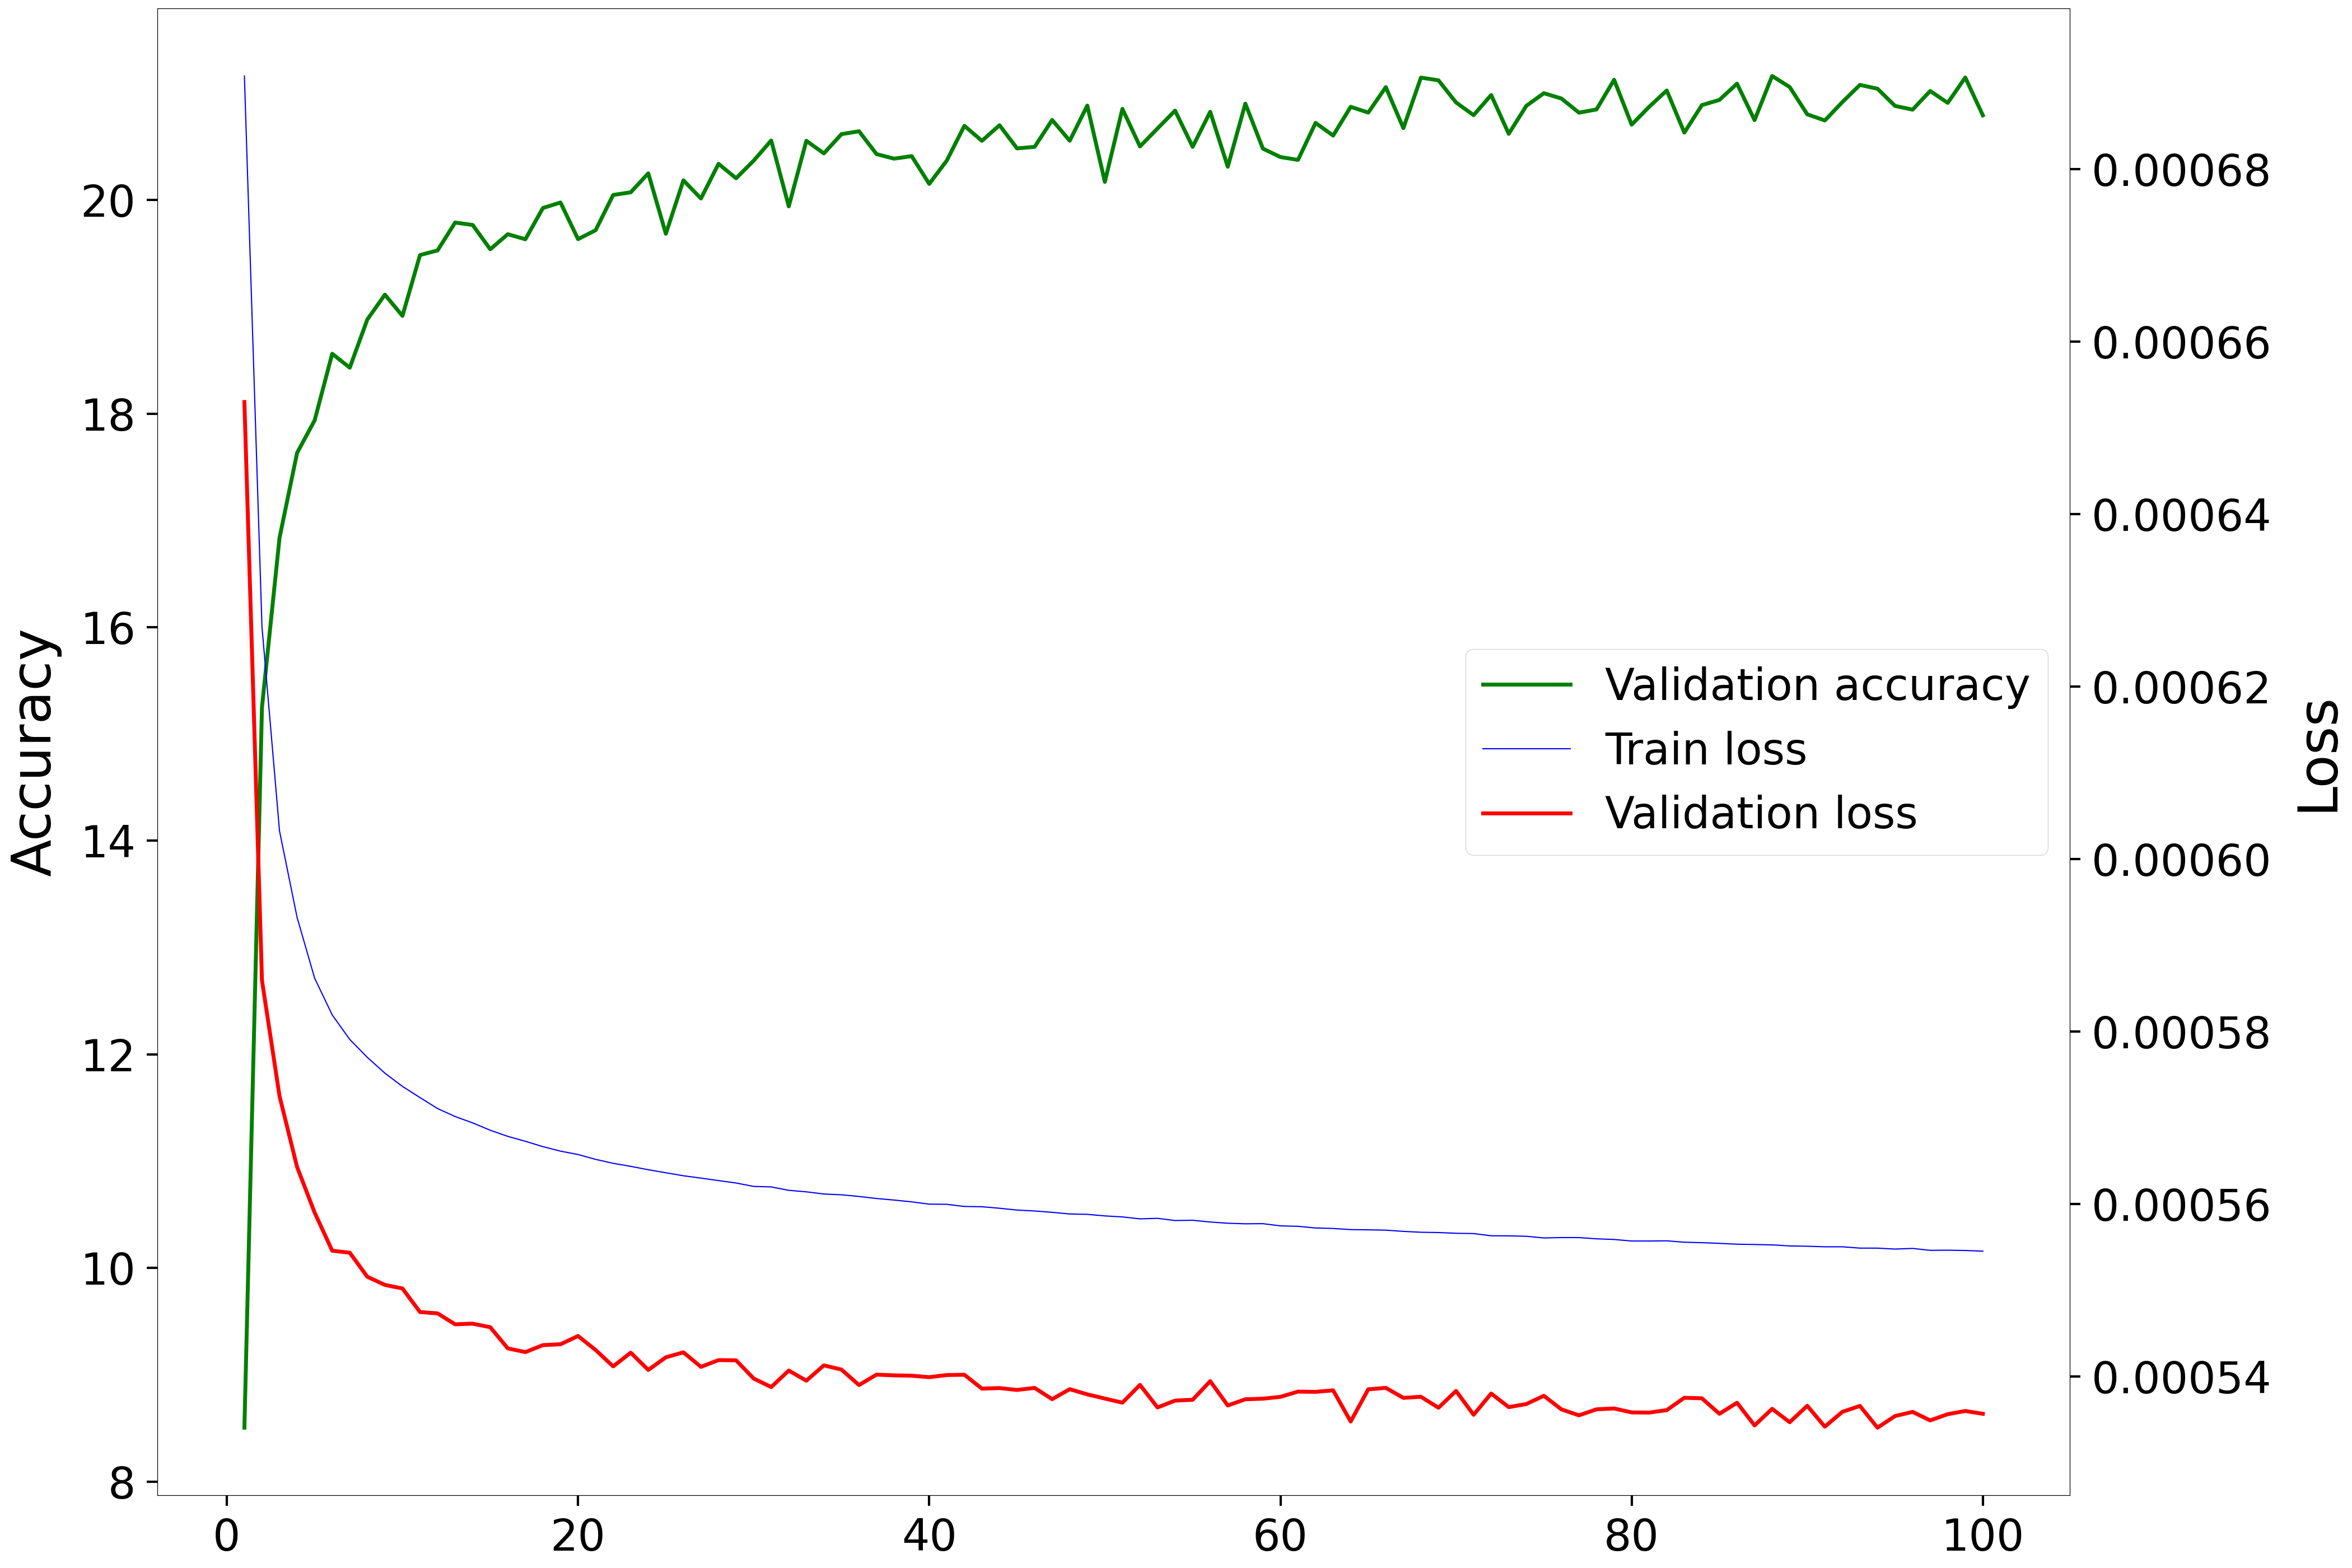 Accuracy
20
18
16
14
12
10
8
0 20 40 60 80 100
Validation accuracy
Train loss
Validation loss
0.00068
0.00066
0.00064
0.00062
0.00060
0.00058
0.00056
0.00054
Loss